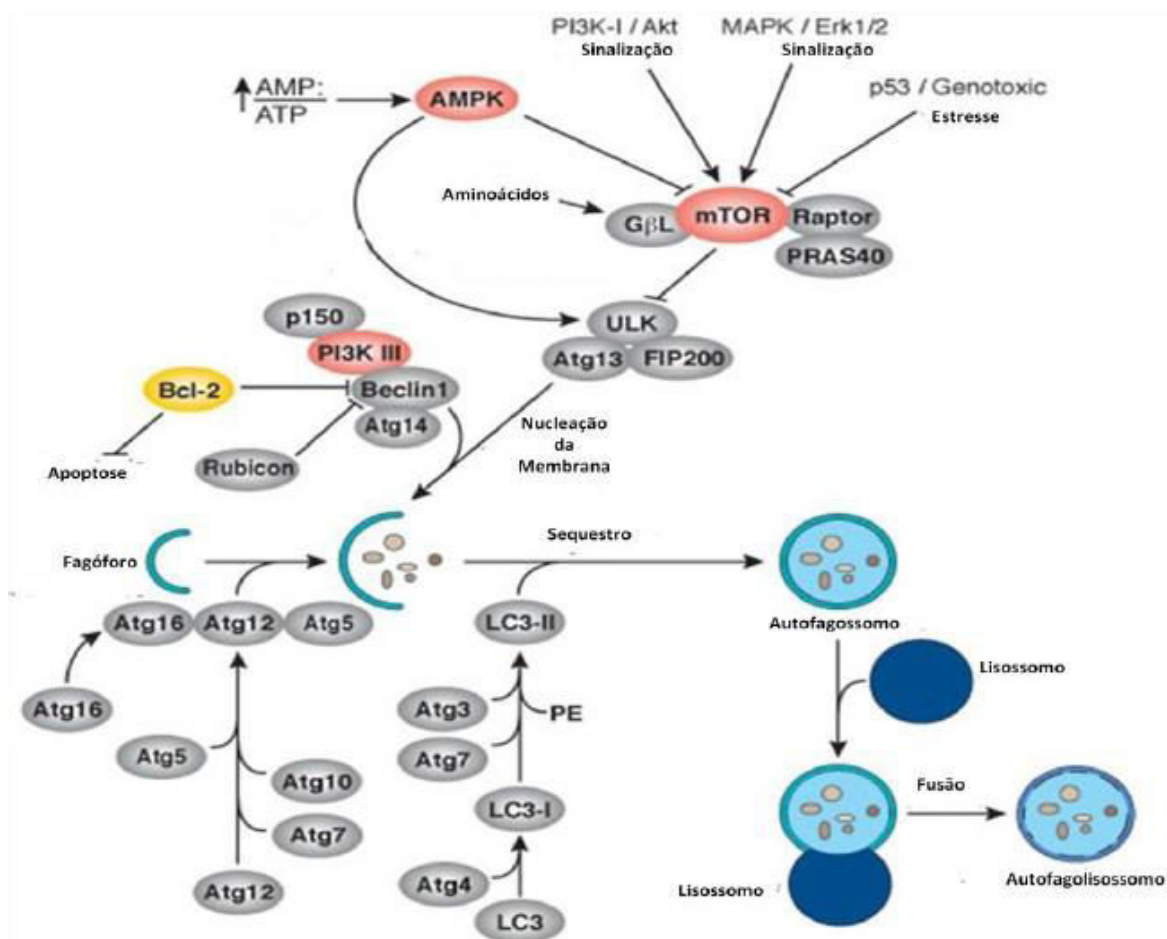 PI3K-I / Akt
Sinalização
MAPK / Erk1/2
Sinalização
AMP:
ATP
AMPK
p53 / Genotoxic
Estresse
Aminoácidos
GβL
mTOR
Raptor
PRAS40
p150
PI3K III
ULK
Atg13
FIP200
Bcl-2
Beclin1
Atg14
Nucleação
da
Membrana
Apoptose
Rubicon
Fagóforo
Sequestro
Autofagossomo
Atg16
Atg12
Atg5
LC3-II
Lisossomo
Atg16
Atg3
PE
Atg5
Atg7
Atg10
Fusão
LC3-I
Atg7
Atg4
Lisossomo
Autofagolisossomo
Atg12
LC3